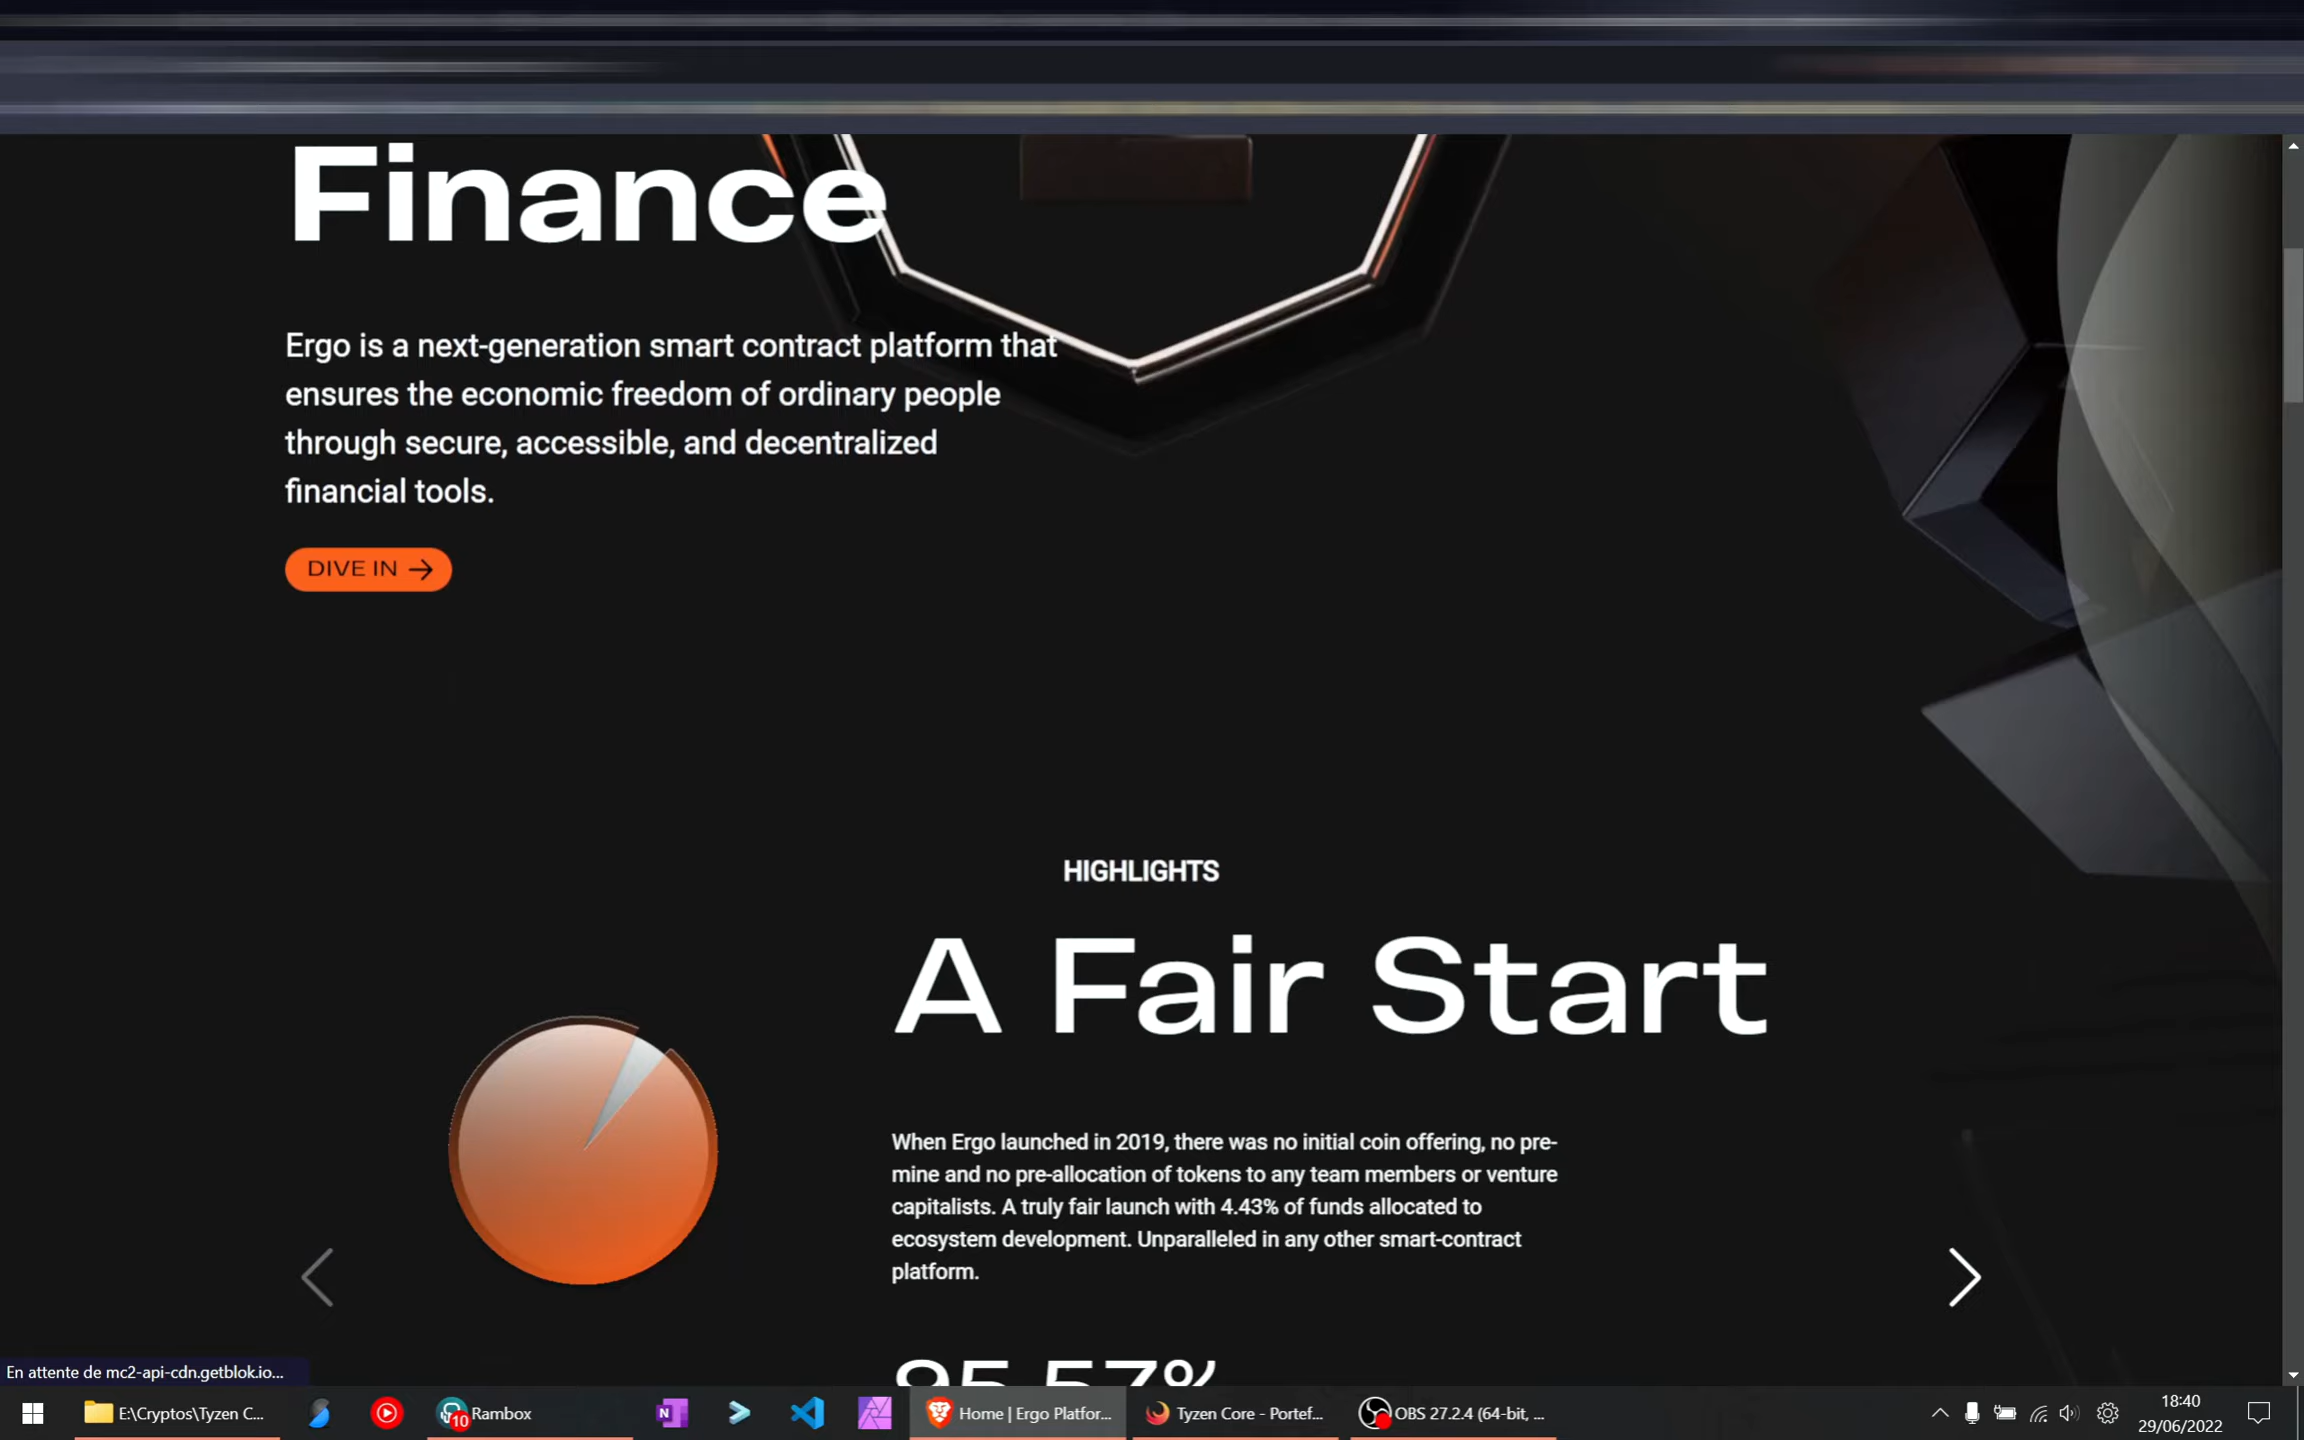 Finance
Ergo is a next-generation smart contract platform that
ensures the economic freedom of ordinary people
through secure, accessible, and decentralized
financial tools.
DIVE IN
HIGHLIGHTS
A Fair Start
When Ergo launched in 2019, there was no initial coin offering, no pre-
mine and no pre-allocation of tokens to any team members or venture
capitalists. A truly fair launch with 4.43% of funds allocated to
ecosystem development. Unparalleled in any other smart-contract
platform.
95.57%
En attente de mc2-api-cdn.getblok.io...
E:\Cryptos\Tyzen C...
10 Rambox
N
Home | Ergo Platfor...
Tyzen Core - Portef...
OBS 27.2.4 (64-bit, ...
18:40
29/06/2022